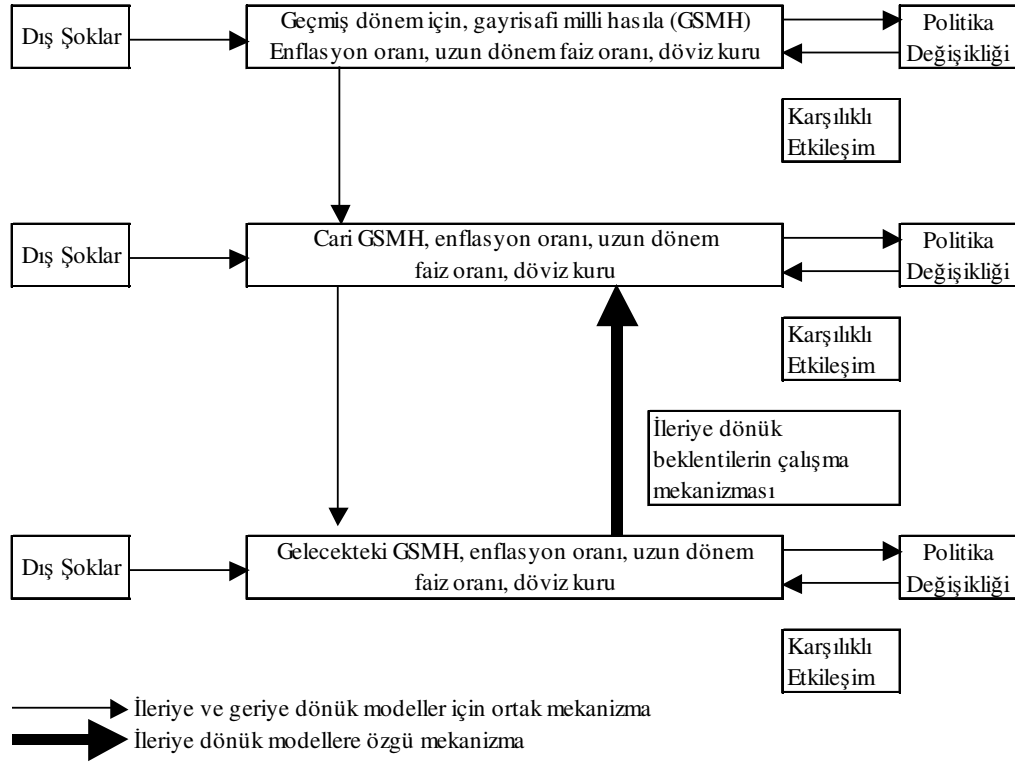 Dış Şoklar
Geçmiş dönem için, gayrisafi milli hasıla (GSMH)
Enflasyon oranı, uzun dönem faiz oranı, döviz kuru
Politika
Değişikliği
Karşılıklı
Etkileşim
Dış Şoklar
Cari GSMH, enflasyon oranı, uzun dönem
faiz oranı, döviz kuru
Politika
Değişikliği
Karşılıklı
Etkileşim
İleriye dönük
beklentilerin çalışma
mekanizması
Dış Şoklar
Gelecekteki GSMH, enflasyon oranı, uzun dönem
faiz oranı, döviz kuru
Politika
Değişikliği
Karşılıklı
Etkileşim
İleriye ve geriye dönük modeller için ortak mekanizma
İleriye dönük modellere özgü mekanizma